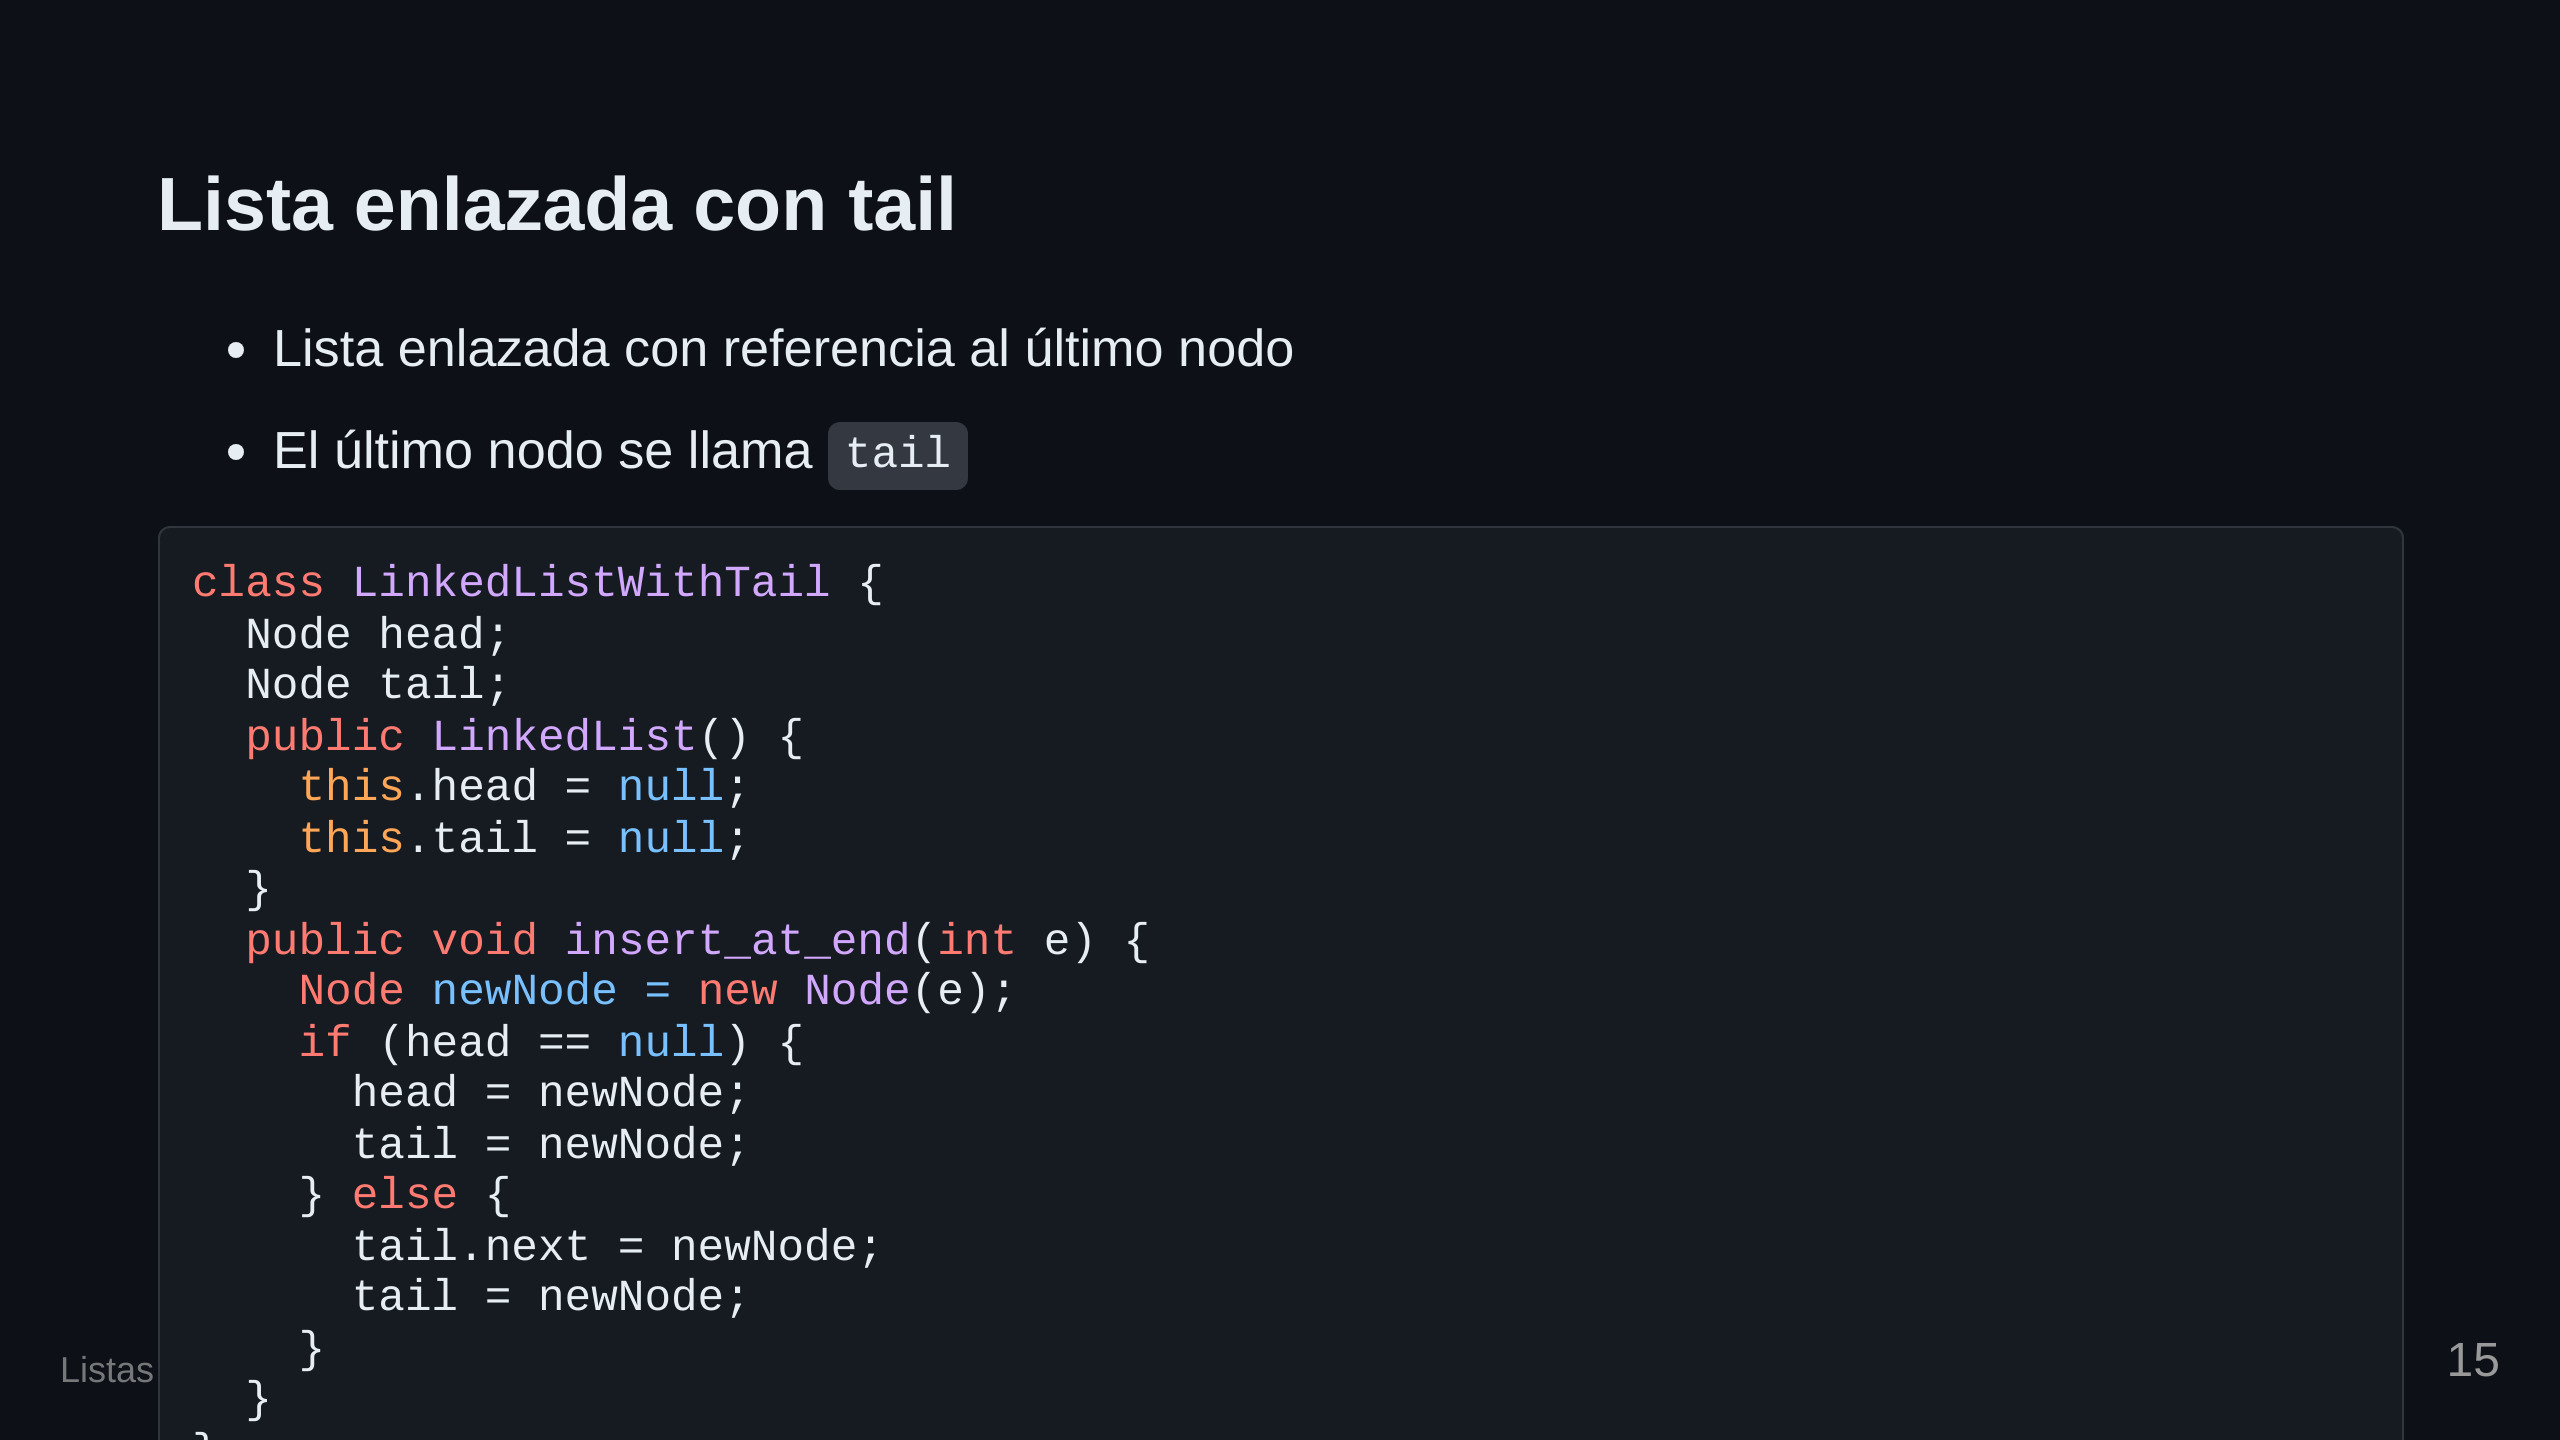 Lista enlazada con tail
• Lista enlazada con referencia al último nodo
• El último nodo se llama tail
class LinkedListWithTail {
  Node head;
  Node tail;
  public LinkedList() {
    this.head = null;
    this.tail = null;
  }
  public void insert_at_end(int e) {
    Node newNode = new Node(e);
    if (head == null) {
      head = newNode;
      tail = newNode;
    } else {
      tail.next = newNode;
      tail = newNode;
    }
  }
}
Listas
15